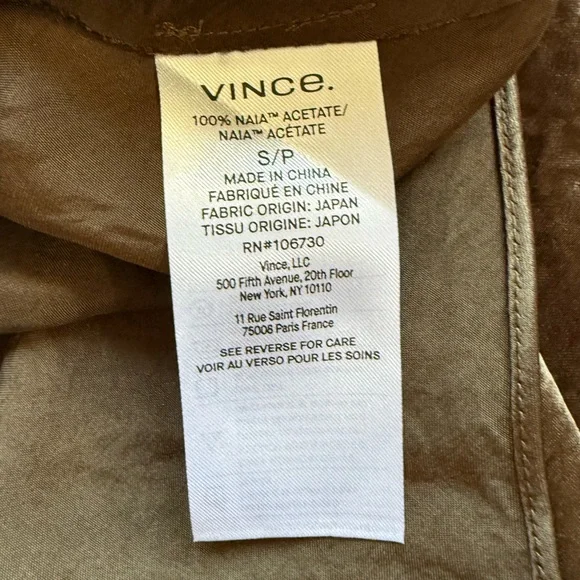 VINCE.
100% NAIA™ ACETATE/
NAIA™ ACÉTATE
S/P
MADE IN CHINA
FABRIQUÉ EN CHINE
FABRIC ORIGIN: JAPAN
TISSU ORIGINE: JAPON
RN#106730
Vince, LLC
500 Fifth Avenue, 20th Floor
New York, NY 10110
11 Rue Saint Florentin
75008 Paris France
SEE REVERSE FOR CARE
VOIR AU VERSO POUR LES SOINS